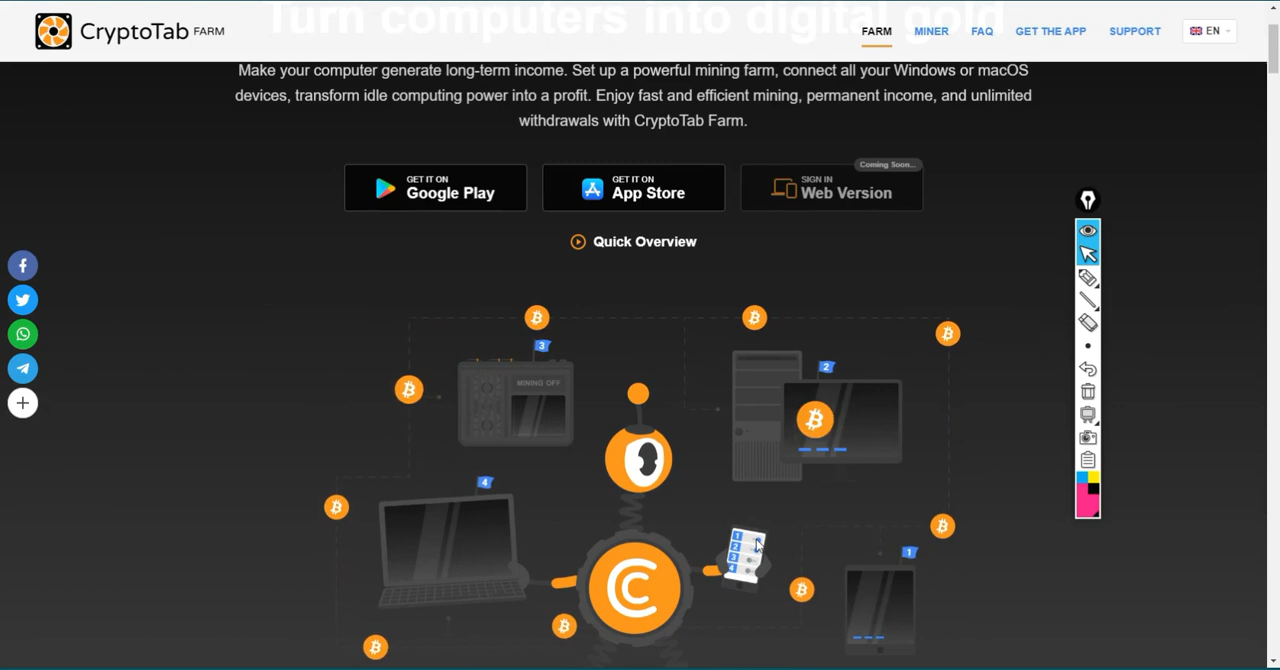 Turn computers into digital gold
CryptoTab FARM
FARM
MINER
FAQ
GET THE APP
SUPPORT
EN
Make your computer generate long-term income. Set up a powerful mining farm, connect all your Windows or macOS
devices, transform idle computing power into a profit. Enjoy fast and efficient mining, permanent income, and unlimited
withdrawals with CryptoTab Farm.
GET IT ON
Google Play
GET IT ON
App Store
Coming Soon...
SIGN IN
Web Version
Quick Overview
3
MINING OFF
2
4
1
2
3
4
1